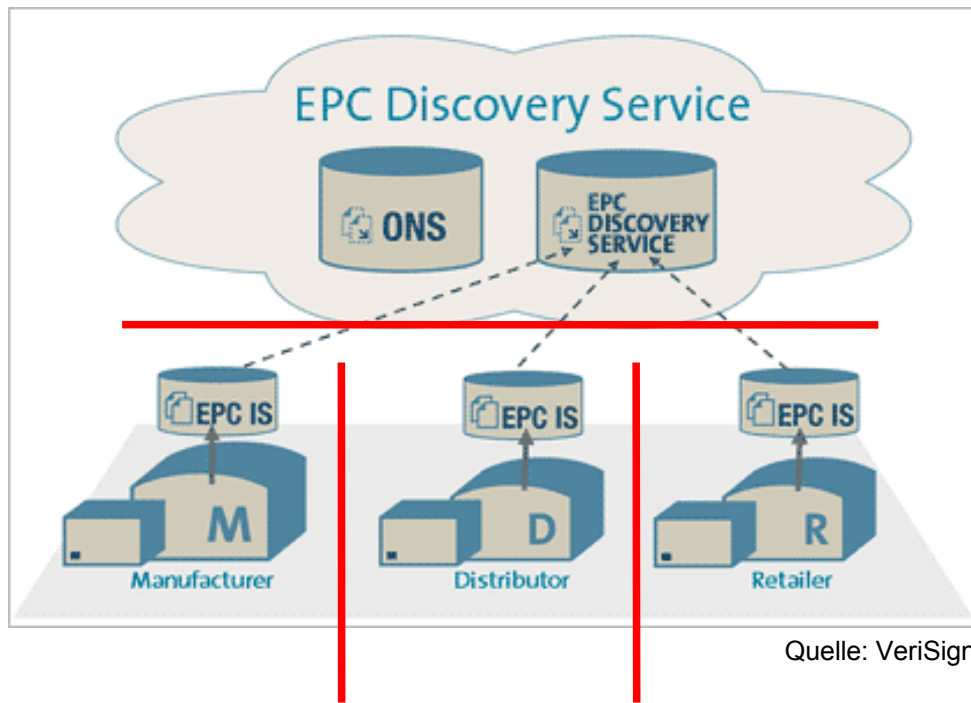 EPC Discovery Service
ONS
EPC
DISCOVERY
SERVICE
EPC IS
EPC IS
EPC IS
M
D
R
Manufacturer
Distributor
Retailer
Quelle: VeriSign